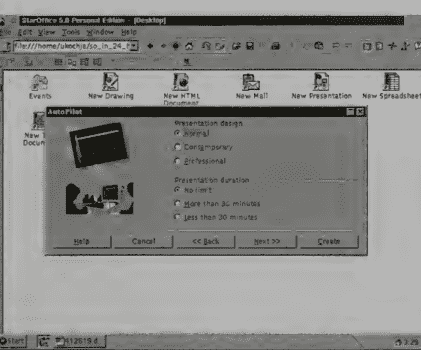 StarOffice 5.0 Personal Edition - [Desktop]
File Edit View Tools Window Help
Events
New Drawing
New HTML Document
New Mail
New Presentation
New Spreadsheet
AutoPilot
Presentation design
Normal
Contemporary
Professional
Presentation duration
No limit
More than 30 minutes
Less than 30 minutes
Help Cancel << Back Next >> Create
Start